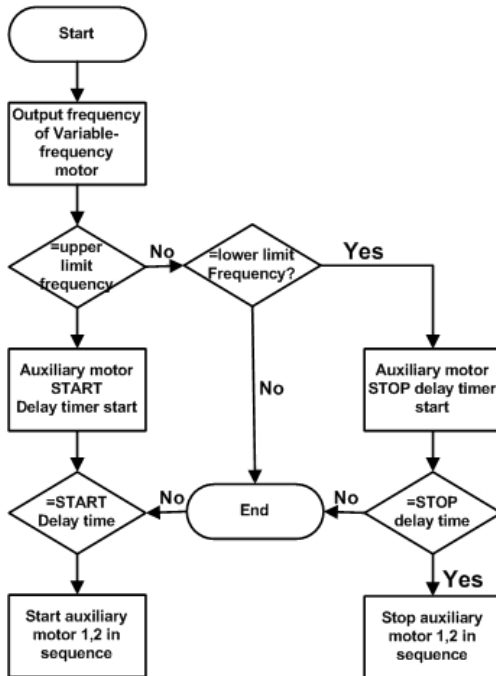 Start
Output frequency
of Variable-
frequency
motor
=upper
limit
frequency
No
=lower limit
Frequency?
Yes
Auxiliary motor
START
Delay timer start
No
Auxiliary motor
STOP delay timer
start
=START
Delay time
No
End
No
=STOP
delay time
Yes
Start auxiliary
motor 1,2 in
sequence
Stop auxiliary
motor 1,2 in
sequence